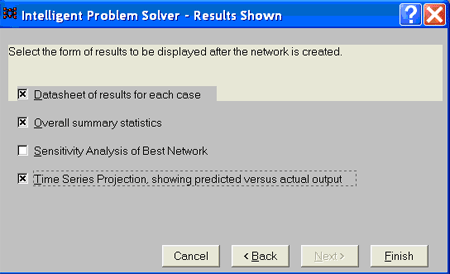 Intelligent Problem Solver - Results Shown
Select the form of results to be displayed after the network is created.
Datasheet of results for each case
Overall summary statistics
Sensitivity Analysis of Best Network
Time Series Projection, showing predicted versus actual output
Cancel
< Back
Next >
Finish